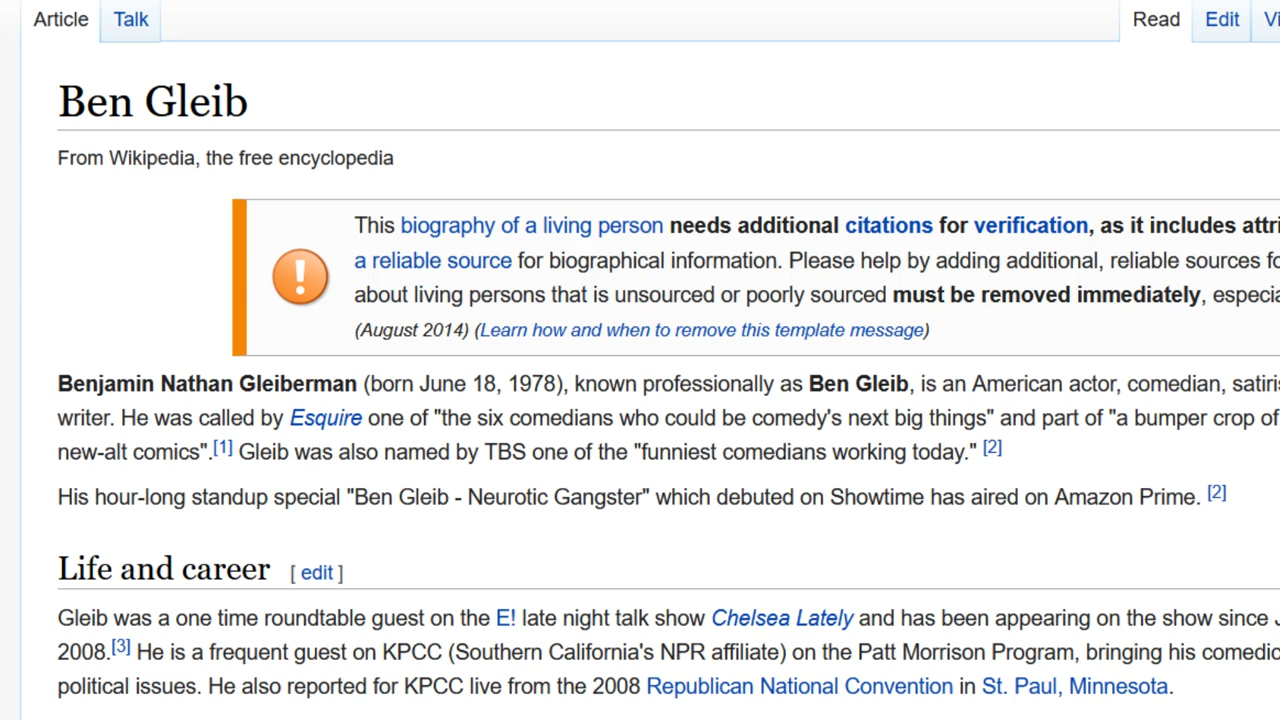 Article Talk Read Edit
Ben Gleib
From Wikipedia, the free encyclopedia
This biography of a living person needs additional citations for verification, as it includes
a reliable source for biographical information. Please help by adding additional, reliable sources
about living persons that is unsourced or poorly sourced must be removed immediately,
(August 2014) (Learn how and when to remove this template message)
Benjamin Nathan Gleiberman (born June 18, 1978), known professionally as Ben Gleib, is an American actor, comedian,
writer. He was called by Esquire one of "the six comedians who could be comedy's next big things" and part of "a bumper crop of
new-alt comics".[1] Gleib was also named by TBS one of the "funniest comedians working today." [2]
His hour-long standup special "Ben Gleib - Neurotic Gangster" which debuted on Showtime has aired on Amazon Prime. [2]
Life and career [ edit ]
Gleib was a one time roundtable guest on the E! late night talk show Chelsea Lately and has been appearing on the show since
2008.[3] He is a frequent guest on KPCC (Southern California's NPR affiliate) on the Patt Morrison Program, bringing his
political issues. He also reported for KPCC live from the 2008 Republican National Convention in St. Paul, Minnesota.